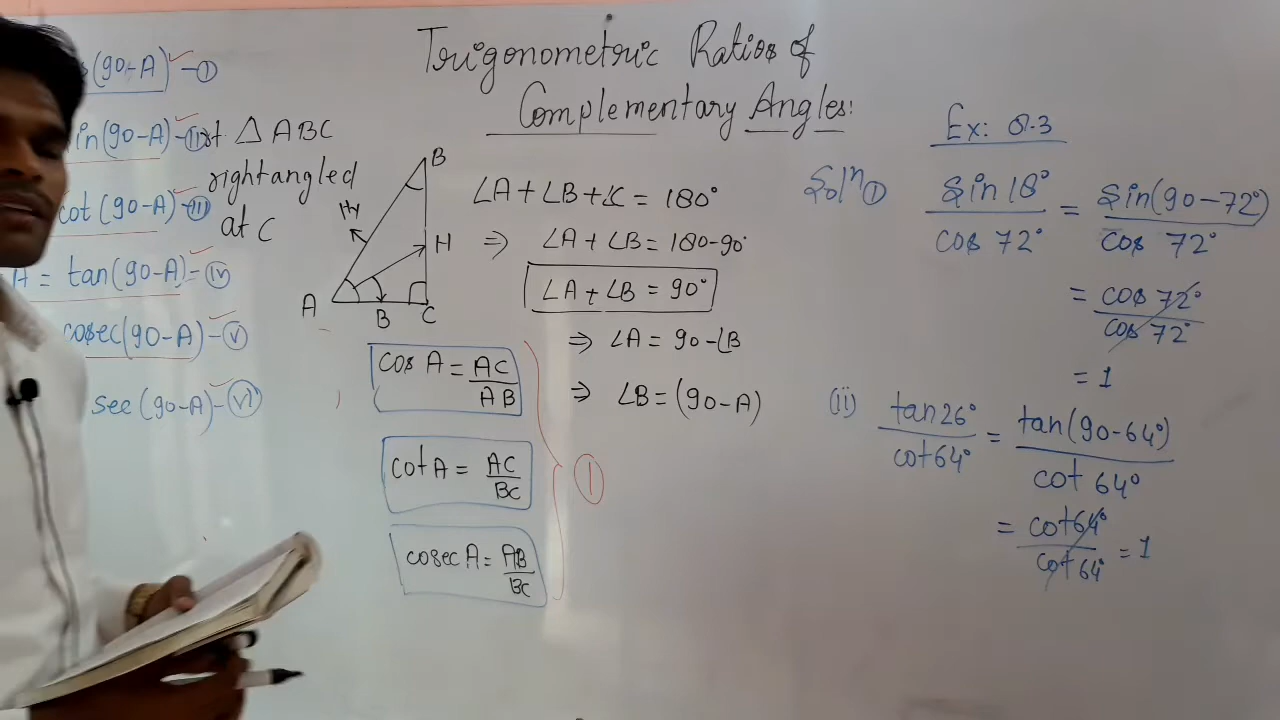 Trigonometric Ratios of
Complementary Angles:
(90-A) - I
in(90-A) - II
cot(90-A) - III
A = tan(90-A) - IV
cosec(90-A) - V
sec(90-A) - VI
△ABC
rightangled
at C
B
Hy
H
A
B
C
∠A + ∠B + ∠C = 180°
⇒ ∠A + ∠B = 180-90°
∠A + ∠B = 90°
⇒ ∠A = 90-∠B
⇒ ∠B = (90-A)
cos A = AC/AB
cot A = AC/BC
cosec A = AB/BC
1
Ex: 8.3
Solⁿ ① sin 18°/cos 72° = sin(90-72°)/cos 72°
= cos 72°/cos 72°
= 1
(ii) tan 26°/cot 64° = tan(90-64°)/cot 64°
= cot 64°/cot 64° = 1